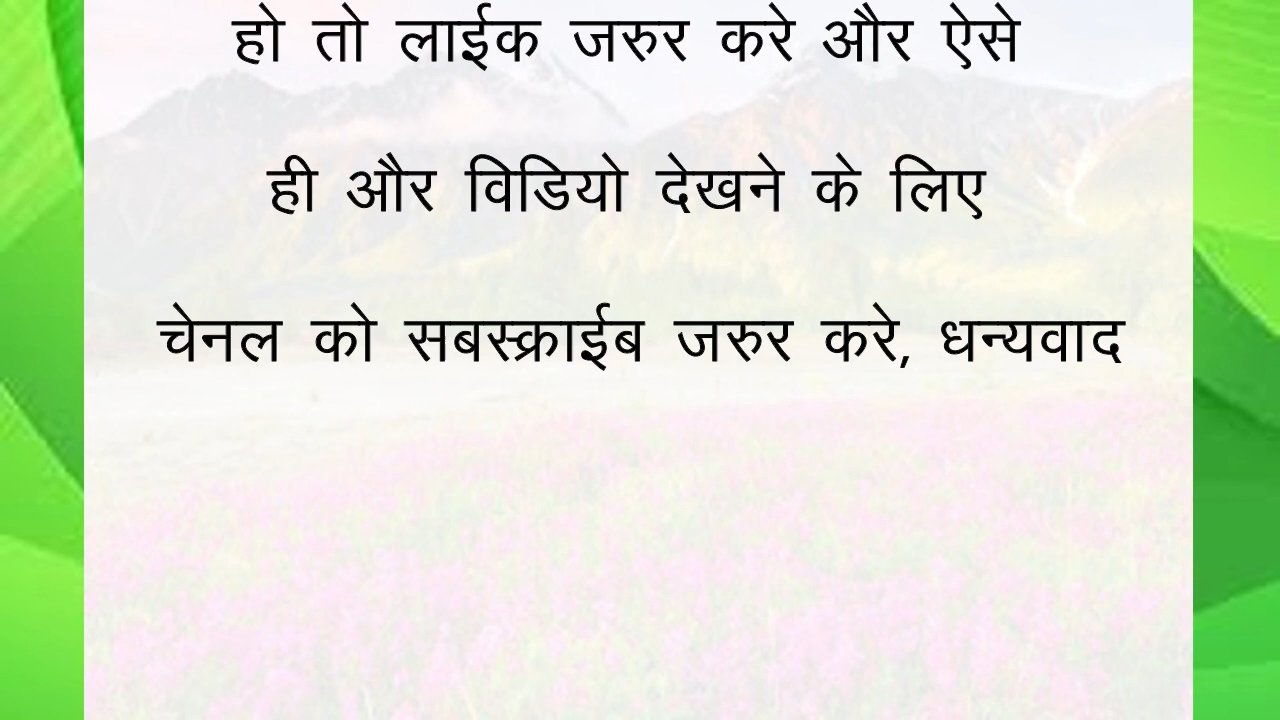 हो तो लाईक जरुर करे और ऐसे
ही और विडियो देखने के लिए
चेनल को सबस्क्राईब जरुर करे, धन्यवाद